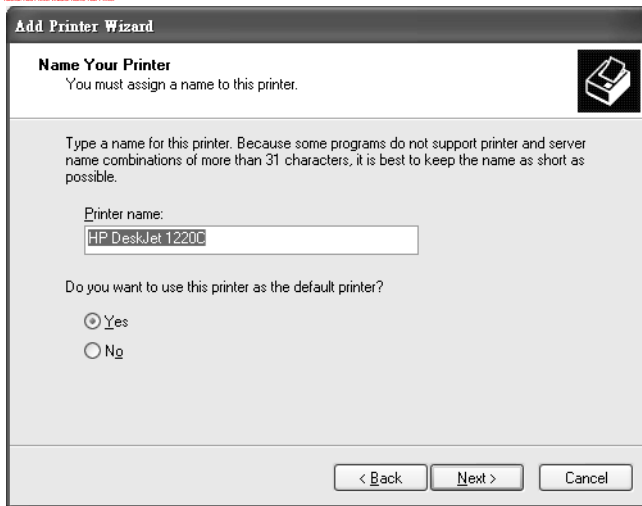 Add Printer Wizard
Name Your Printer
You must assign a name to this printer.
Type a name for this printer. Because some programs do not support printer and server
name combinations of more than 31 characters, it is best to keep the name as short as
possible.
Printer name:
HP DeskJet 1220C
Do you want to use this printer as the default printer?
Yes
No
< Back
Next >
Cancel